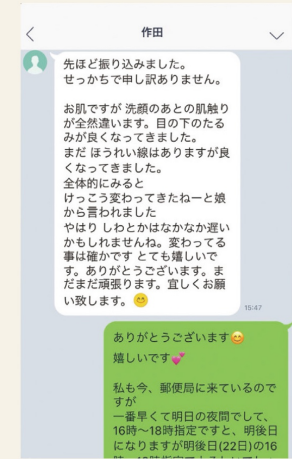 作田
先ほど振り込みました。
せっかちで申し訳ありません。
お肌ですが 洗顔のあとの肌触り
が全然違います。目の下のたる
みが良くなってきました。
まだ ほうれい線はありますが良
くなってきました。
全体的にみると
けっこう変わってきたねーと娘
から言われました
やはり しわとかはなかなか遅い
かもしれませんね。変わってる
事は確かです とても嬉しいで
す。ありがとうございます。ま
だまだ頑張ります。宜しくお願
い致します。😊
15:47
ありがとうございます😄
嬉しいです💕
私も今、郵便局に来ているので
すが
一番早くて明日の夜間でして、
16時〜18時指定ですと、明後日
になりますが明後日(22日)の16